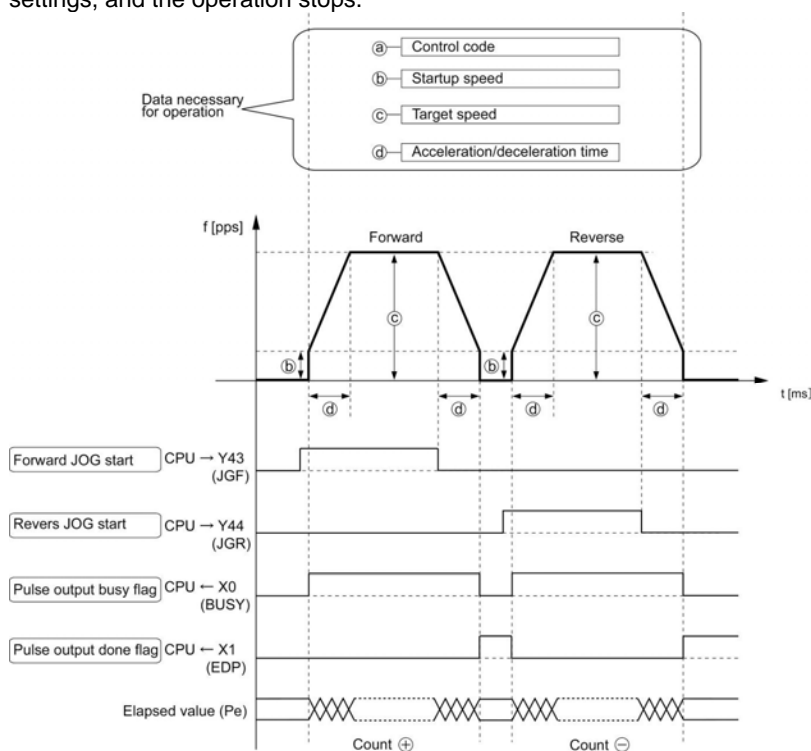 settings, and the operation stops.
ⓐ Control code
ⓑ Startup speed
Data necessary
for operation
ⓒ Target speed
ⓓ Acceleration/deceleration time
f [pps]
Forward
Reverse
ⓒ
ⓒ
ⓑ
ⓑ
t [ms]
ⓓ
ⓓ
ⓓ
ⓓ
Forward JOG start CPU → Y43
(JGF)
Revers JOG start CPU → Y44
(JGR)
Pulse output busy flag CPU ← X0
(BUSY)
Pulse output done flag CPU ← X1
(EDP)
Elapsed value (Pe)
Count ⊕
Count ⊖